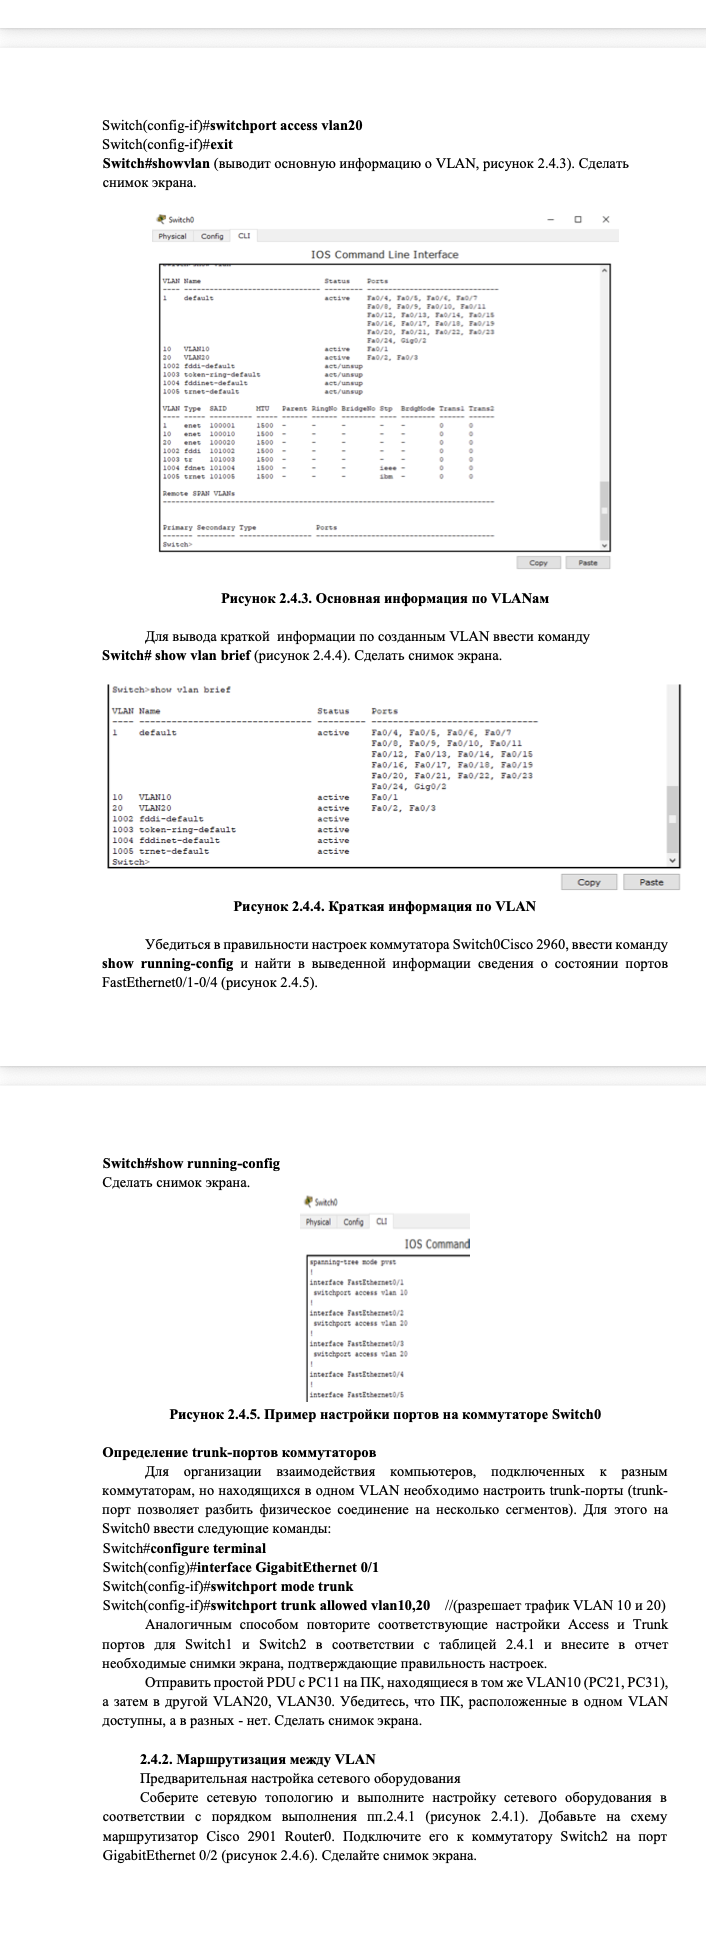 Switch(config-if)#switchport access vlan20
Switch(config-if)#exit
Switch#showvlan (выводит основную информацию о VLAN, рисунок 2.4.3). Сделать
снимок экрана.
Switch0
Physical Config CLI
IOS Command Line Interface
VLAN Name Status Ports
---- -------------------------------- --------- -------------------------------
1 default active Fa0/4, Fa0/5, Fa0/6, Fa0/7
Fa0/8, Fa0/9, Fa0/10, Fa0/11
Fa0/12, Fa0/13, Fa0/14, Fa0/15
Fa0/16, Fa0/17, Fa0/18, Fa0/19
Fa0/20, Fa0/21, Fa0/22, Fa0/23
Fa0/24, Gig0/2
10 VLAN10 active Fa0/1
20 VLAN20 active Fa0/2, Fa0/3
1002 fddi-default act/unsup
1003 token-ring-default act/unsup
1004 fddinet-default act/unsup
1005 trnet-default act/unsup
VLAN Type SAID MTU Parent RingNo BridgeNo Stp BrdgMode Trans1 Trans2
---- ----- ---------- ----- ------ ------ -------- ---- -------- ------ ------
1 enet 100001 1500 - - - - - 0 0
10 enet 100010 1500 - - - - - 0 0
20 enet 100020 1500 - - - - - 0 0
1002 fddi 101002 1500 - - - - - 0 0
1003 tr 101003 1500 - - - - - 0 0
1004 fdnet 101004 1500 - - - ieee - 0 0
1005 trnet 101005 1500 - - - ibm - 0 0
Remote SPAN VLANs
------------------------------------------------------------------------------
Primary Secondary Type Ports
------- --------- ----------------- ------------------------------------------
Switch>
Copy Paste
Рисунок 2.4.3. Основная информация по VLANам
Для вывода краткой информации по созданным VLAN ввести команду
Switch# show vlan brief (рисунок 2.4.4). Сделать снимок экрана.
Switch>show vlan brief
VLAN Name Status Ports
---- -------------------------------- --------- -------------------------------
1 default active Fa0/4, Fa0/5, Fa0/6, Fa0/7
Fa0/8, Fa0/9, Fa0/10, Fa0/11
Fa0/12, Fa0/13, Fa0/14, Fa0/15
Fa0/16, Fa0/17, Fa0/18, Fa0/19
Fa0/20, Fa0/21, Fa0/22, Fa0/23
Fa0/24, Gig0/2
10 VLAN10 active Fa0/1
20 VLAN20 active Fa0/2, Fa0/3
1002 fddi-default active
1003 token-ring-default active
1004 fddinet-default active
1005 trnet-default active
Switch>
Copy Paste
Рисунок 2.4.4. Краткая информация по VLAN
Убедиться в правильности настроек коммутатора Switch0Cisco 2960, ввести команду
show running-config и найти в выведенной информации сведения о состоянии портов
FastEthernet0/1-0/4 (рисунок 2.4.5).
Switch#show running-config
Сделать снимок экрана.
Switch0
Physical Config CLI
IOS Command
spanning-tree mode pvst
!
interface FastEthernet0/1
switchport access vlan 10
!
interface FastEthernet0/2
switchport access vlan 20
!
interface FastEthernet0/3
switchport access vlan 20
!
interface FastEthernet0/4
!
interface FastEthernet0/5
Рисунок 2.4.5. Пример настройки портов на коммутаторе Switch0
Определение trunk-портов коммутаторов
Для организации взаимодействия компьютеров, подключенных к разным
коммутаторам, но находящихся в одном VLAN необходимо настроить trunk-порты (trunk-
порт позволяет разбить физическое соединение на несколько сегментов). Для этого на
Switch0 ввести следующие команды:
Switch#configure terminal
Switch(config)#interface GigabitEthernet 0/1
Switch(config-if)#switchport mode trunk
Switch(config-if)#switchport trunk allowed vlan10,20 //(разрешает трафик VLAN 10 и 20)
Аналогичным способом повторите соответствующие настройки Access и Trunk
портов для Switch1 и Switch2 в соответствии с таблицей 2.4.1 и внесите в отчет
необходимые снимки экрана, подтверждающие правильность настроек.
Отправить простой PDU с PC11 на ПК, находящиеся в том же VLAN10 (PC21, PC31),
а затем в другой VLAN20, VLAN30. Убедитесь, что ПК, расположенные в одном VLAN
доступны, а в разных - нет. Сделать снимок экрана.
2.4.2. Маршрутизация между VLAN
Предварительная настройка сетевого оборудования
Соберите сетевую топологию и выполните настройку сетевого оборудования в
соответствии с порядком выполнения пп.2.4.1 (рисунок 2.4.1). Добавьте на схему
маршрутизатор Cisco 2901 Router0. Подключите его к коммутатору Switch2 на порт
GigabitEthernet 0/2 (рисунок 2.4.6). Сделайте снимок экрана.